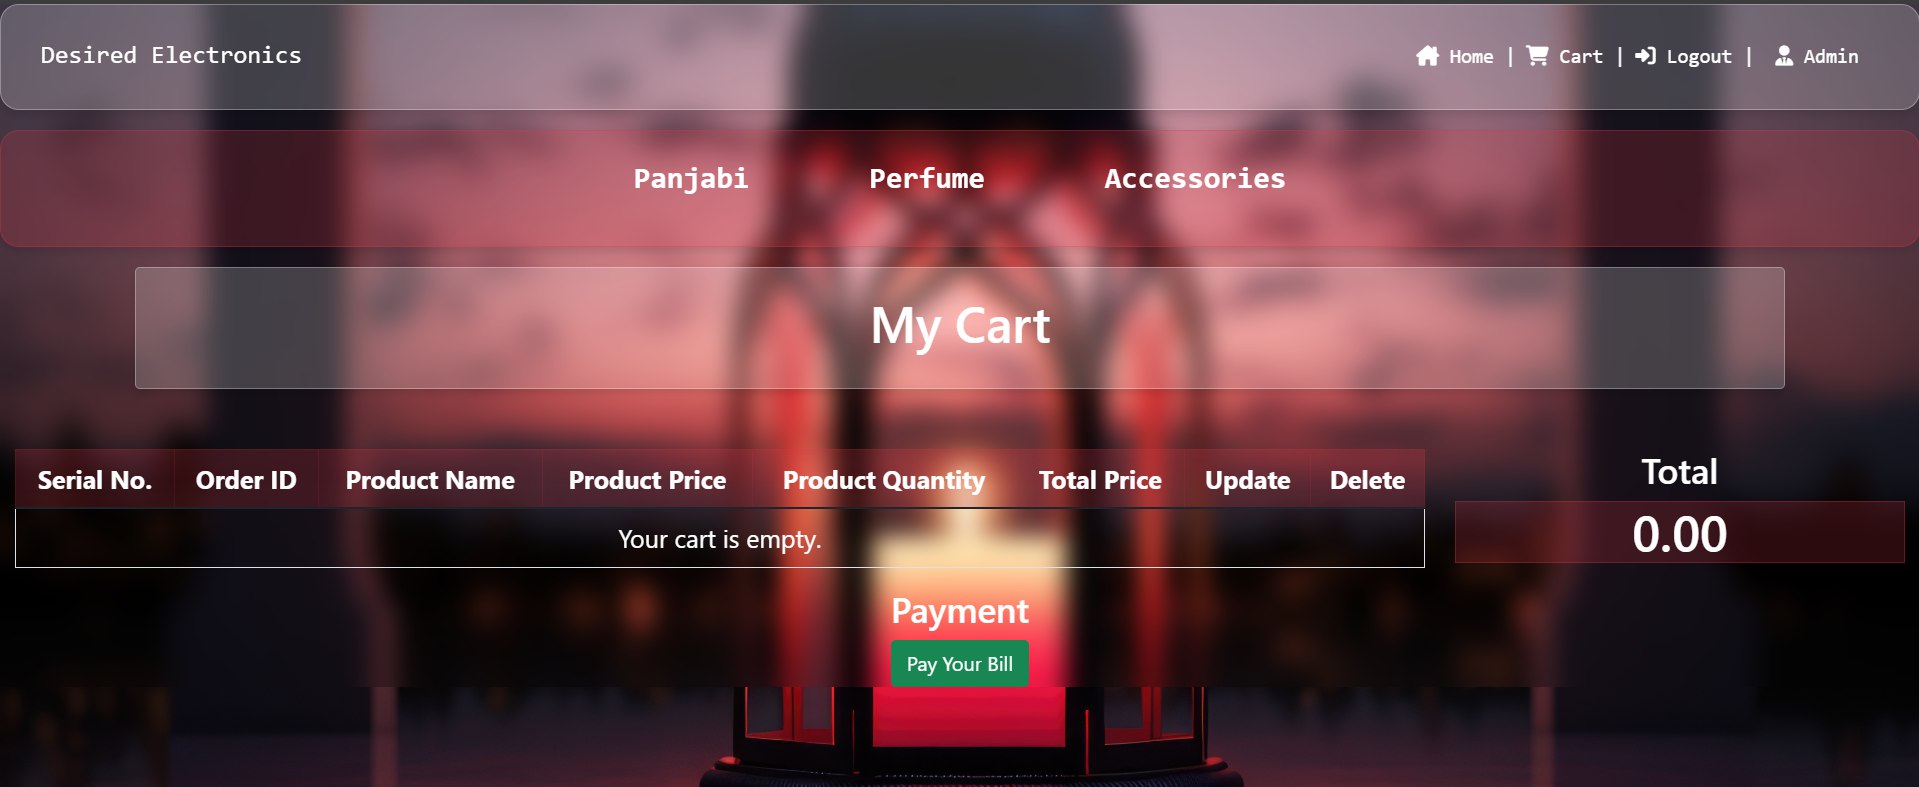 Desired Electronics
Home | Cart | Logout | Admin
Panjabi Perfume Accessories
My Cart
Serial No. Order ID Product Name Product Price Product Quantity Total Price Update Delete
Your cart is empty.
Total
0.00
Payment
Pay Your Bill